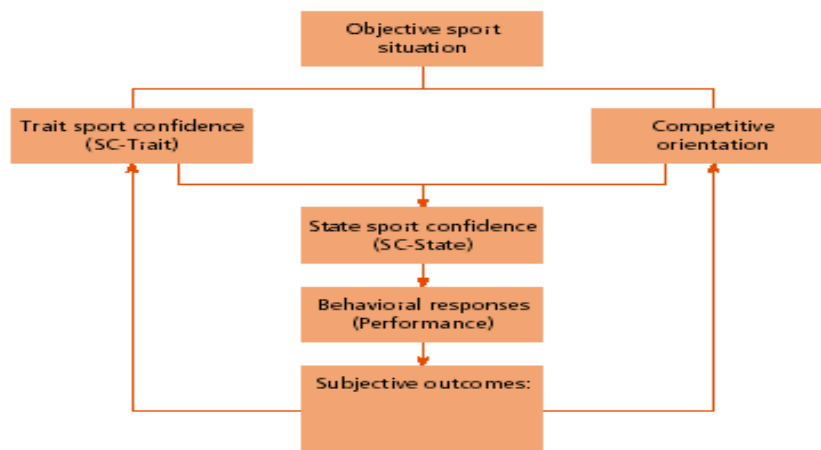 Objective sport
situation
Trait sport confidence
(SC-Trait)
Competitive
orientation
State sport confidence
(SC-State)
Behavioral responses
(Performance)
Subjective outcomes: